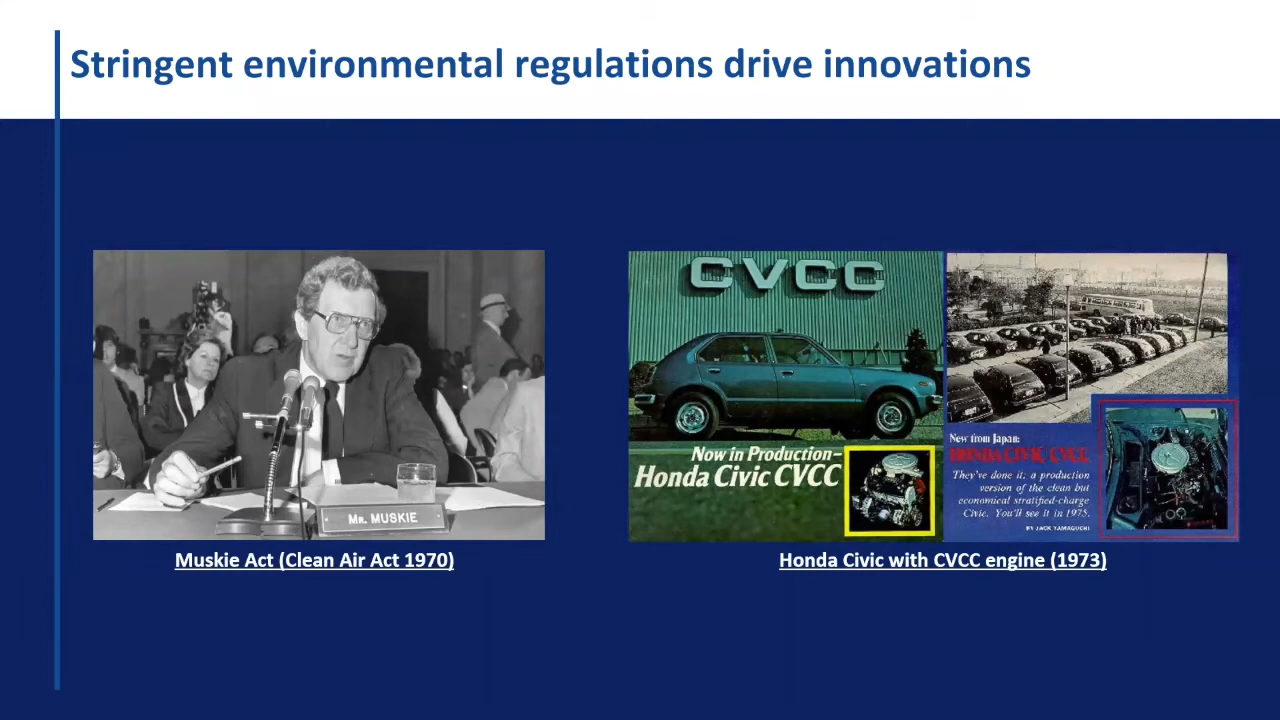 Stringent environmental regulations drive innovations
MR. MUSKIE
Muskie Act (Clean Air Act 1970)
CVCC
Now in Production–
Honda Civic CVCC
New from Japan:
HONDA CIVIC CVCC
They've done it; a production
version of the clean but
economical stratified-charge
Civic. You'll see it in 1975.
BY JACK YAMAGUCHI
Honda Civic with CVCC engine (1973)